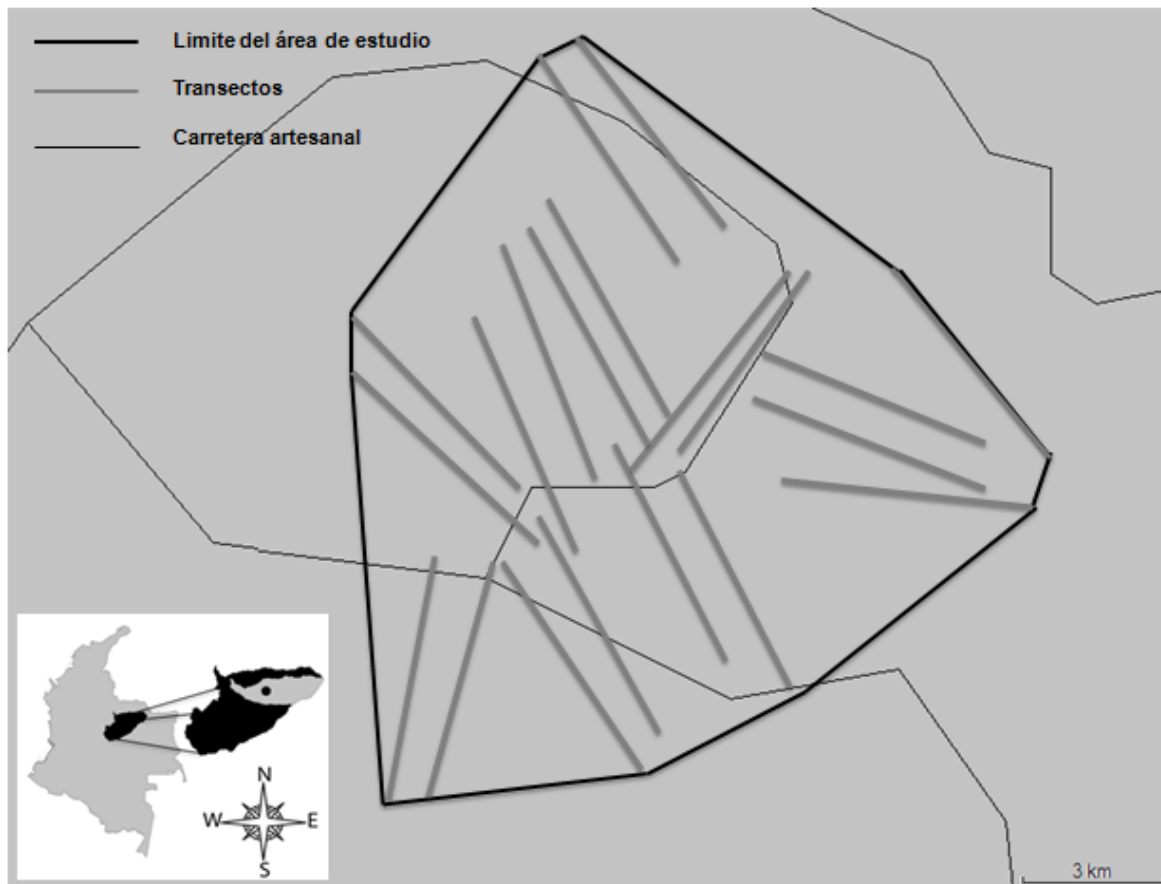 Limite del área de estudio
Transectos
Carretera artesanal
N
W E
S
3 km